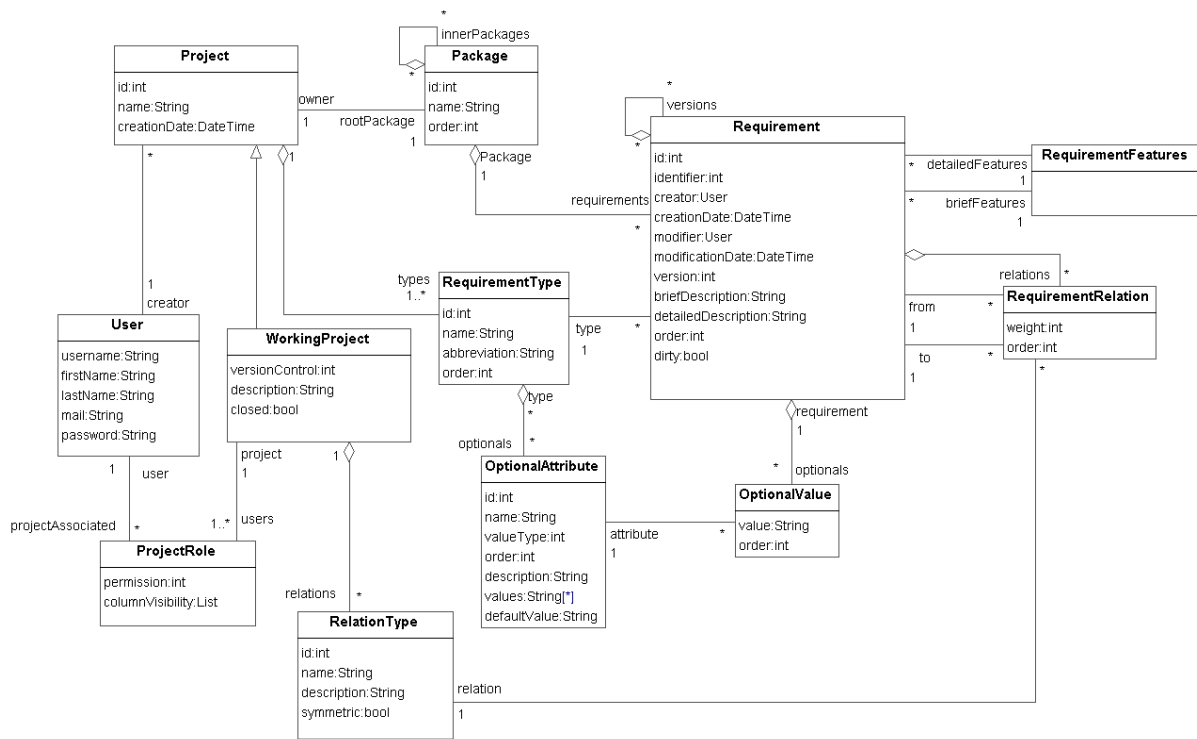 *
innerPackages
Project
Package
*
id:int
name:String
creationDate:DateTime
id:int
name:String
order:int
owner
1
rootPackage
1
*
versions
*
Requirement
id:int
identifier:int
creator:User
creationDate:DateTime
modifier:User
modificationDate:DateTime
version:int
briefDescription:String
detailedDescription:String
order:int
dirty:bool
RequirementFeatures
* detailedFeatures
1
* briefFeatures
1
*
1
Package
1
requirements
*
relations
*
RequirementRelation
weight:int
order:int
from
1
*
to
1
*
*
types
1..*
RequirementType
id:int
name:String
abbreviation:String
order:int
type
1
*
1
creator
User
username:String
firstName:String
lastName:String
mail:String
password:String
WorkingProject
versionControl:int
description:String
closed:bool
type
*
optionals
*
requirement
1
*
optionals
1
user
project
1
1
projectAssociated
*
1..*
users
OptionalAttribute
id:int
name:String
valueType:int
order:int
description:String
values:String[*]
defaultValue:String
OptionalValue
value:String
order:int
attribute
1
*
ProjectRole
permission:int
columnVisibility:List
relations
*
RelationType
id:int
name:String
description:String
symmetric:bool
relation
1